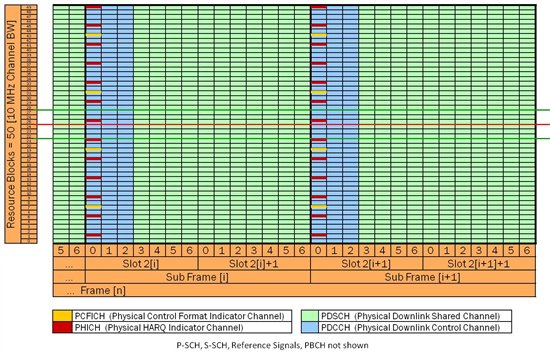 Resource Blocks = 50 [10 MHz Channel BW]
5 6 0 1 2 3 4 5 6 0 1 2 3 4 5 6 0 1 2 3 4 5 6 0 1 2 3 4 5 6
... Slot 2[i] Slot 2[i]+1 Slot 2[i+1] Slot 2[i+1]+1
... Sub Frame [i] Sub Frame [i+1]
... Frame [n]
PCFICH (Physical Control Format Indicator Channel) PDSCH (Physical Downlink Shared Channel)
PHICH (Physical HARQ Indicator Channel) PDCCH (Physical Downlink Control Channel)
P-SCH, S-SCH, Reference Signals, PBCH not shown